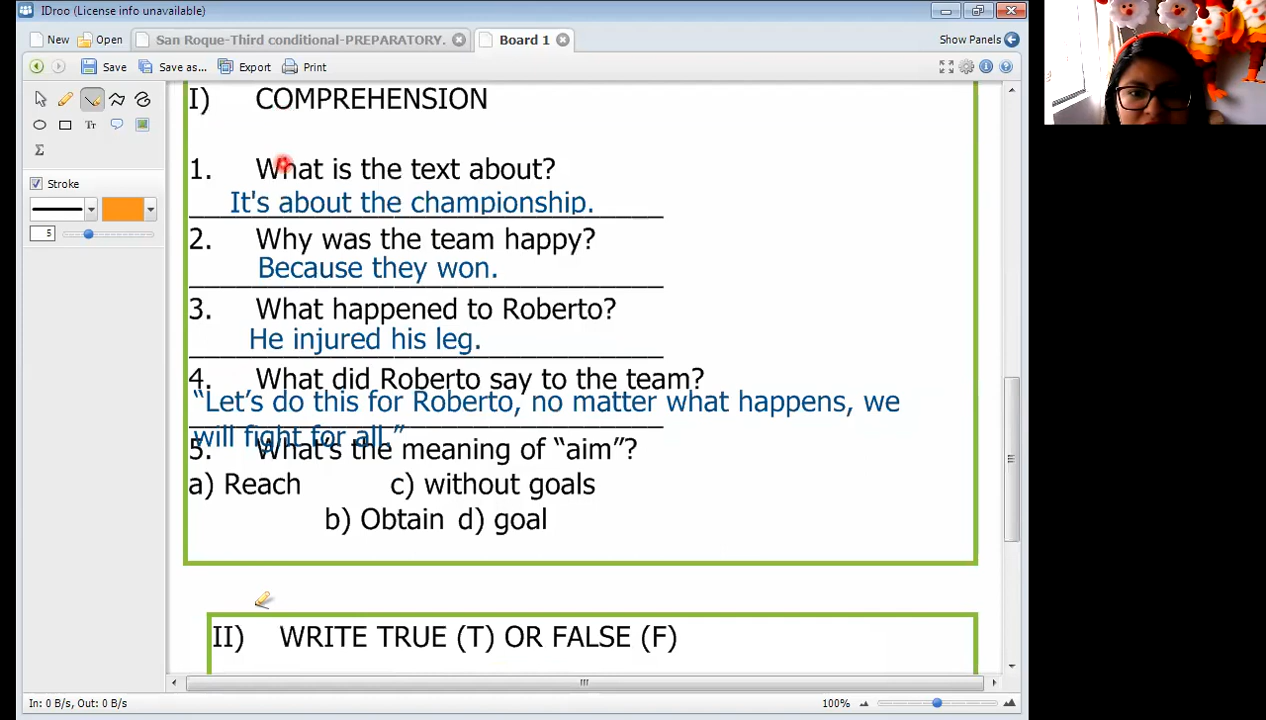 IDroo (License info unavailable)
New Open San Roque-Third conditional-PREPARATORY. Board 1 Show Panels
Save Save as... Export Print
Tt
Σ
Stroke
5
I) COMPREHENSION
1. What is the text about?
It's about the championship.
2. Why was the team happy?
Because they won.
3. What happened to Roberto?
He injured his leg.
4. What did Roberto say to the team?
“Let’s do this for Roberto, no matter what happens, we
will fight for all.”
5. What’s the meaning of “aim”?
a) Reach c) without goals
b) Obtain d) goal
II) WRITE TRUE (T) OR FALSE (F)
In: 0 B/s, Out: 0 B/s 100%